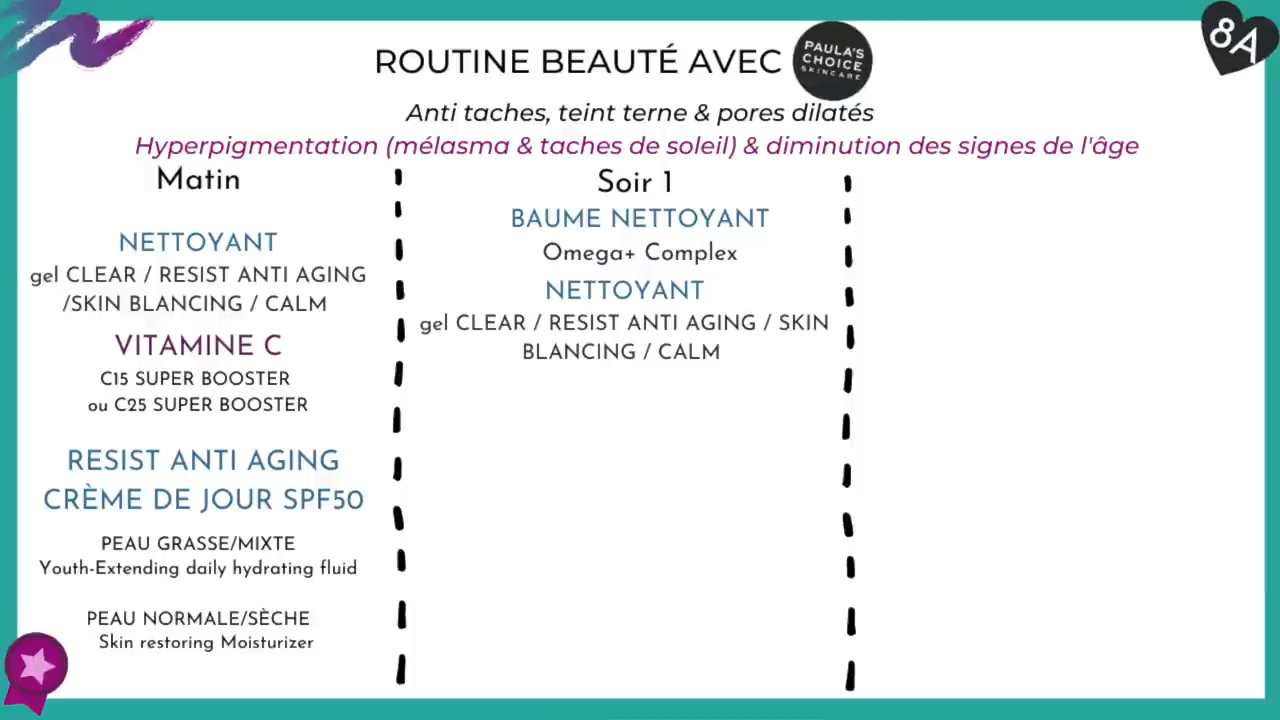 ROUTINE BEAUTÉ AVEC
PAULA'S
CHOICE
SKINCARE
8A
Anti taches, teint terne & pores dilatés
Hyperpigmentation (mélasma & taches de soleil) & diminution des signes de l'âge
Matin
NETTOYANT
gel CLEAR / RESIST ANTI AGING
/SKIN BLANCING / CALM
VITAMINE C
C15 SUPER BOOSTER
ou C25 SUPER BOOSTER
RESIST ANTI AGING
CRÈME DE JOUR SPF50
PEAU GRASSE/MIXTE
Youth-Extending daily hydrating fluid
PEAU NORMALE/SÈCHE
Skin restoring Moisturizer
Soir 1
BAUME NETTOYANT
Omega+ Complex
NETTOYANT
gel CLEAR / RESIST ANTI AGING / SKIN
BLANCING / CALM